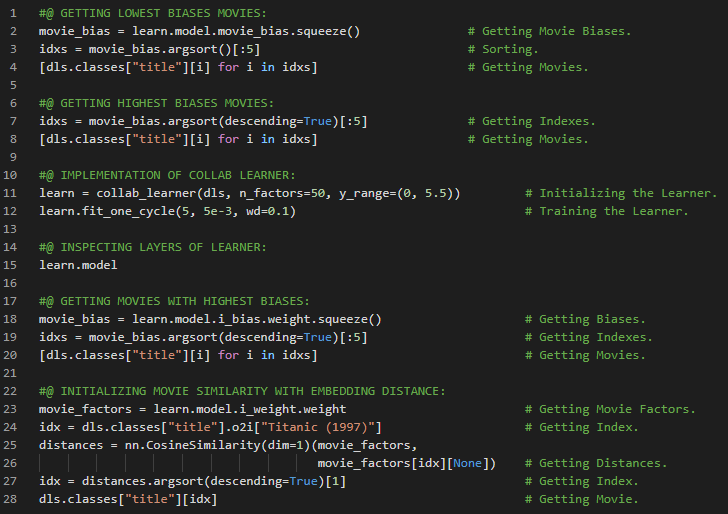 1 #@ GETTING LOWEST BIASES MOVIES:
2 movie_bias = learn.model.movie_bias.squeeze() # Getting Movie Biases.
3 idxs = movie_bias.argsort()[:5] # Sorting.
4 [dls.classes["title"][i] for i in idxs] # Getting Movies.
5
6 #@ GETTING HIGHEST BIASES MOVIES:
7 idxs = movie_bias.argsort(descending=True)[:5] # Getting Indexes.
8 [dls.classes["title"][i] for i in idxs] # Getting Movies.
9
10 #@ IMPLEMENTATION OF COLLAB LEARNER:
11 learn = collab_learner(dls, n_factors=50, y_range=(0, 5.5)) # Initializing the Learner.
12 learn.fit_one_cycle(5, 5e-3, wd=0.1) # Training the Learner.
13
14 #@ INSPECTING LAYERS OF LEARNER:
15 learn.model
16
17 #@ GETTING MOVIES WITH HIGHEST BIASES:
18 movie_bias = learn.model.i_bias.weight.squeeze() # Getting Biases.
19 idxs = movie_bias.argsort(descending=True)[:5] # Getting Indexes.
20 [dls.classes["title"][i] for i in idxs] # Getting Movies.
21
22 #@ INITIALIZING MOVIE SIMILARITY WITH EMBEDDING DISTANCE:
23 movie_factors = learn.model.i_weight.weight # Getting Movie Factors.
24 idx = dls.classes["title"].o2i["Titanic (1997)"] # Getting Index.
25 distances = nn.CosineSimilarity(dim=1)(movie_factors,
26 movie_factors[idx][None]) # Getting Distances.
27 idx = distances.argsort(descending=True)[1] # Getting Index.
28 dls.classes["title"][idx] # Getting Movie.